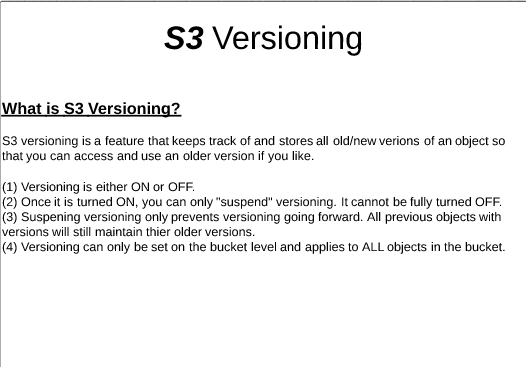 S3 Versioning
What is S3 Versioning?
S3 versioning is a feature that keeps track of and stores all old/new verions of an object so
that you can access and use an older version if you like.
(1) Versioning is either ON or OFF.
(2) Once it is turned ON, you can only "suspend" versioning. It cannot be fully turned OFF.
(3) Suspening versioning only prevents versioning going forward. All previous objects with
versions will still maintain thier older versions.
(4) Versioning can only be set on the bucket level and applies to ALL objects in the bucket.